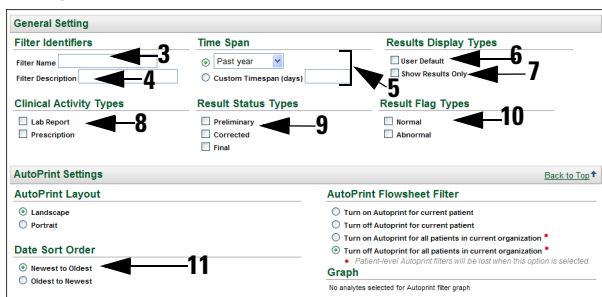 General Setting
Filter Identifiers
Filter Name
3
Filter Description
4
Time Span
Past year
Custom Timespan (days)
5
Results Display Types
User Default
6
Show Results Only
7
Clinical Activity Types
Lab Report
8
Prescription
Result Status Types
Preliminary
Corrected
9
Final
Result Flag Types
Normal
10
Abnormal
AutoPrint Settings
Back to Top
AutoPrint Layout
Landscape
Portrait
Date Sort Order
Newest to Oldest
11
Oldest to Newest
AutoPrint Flowsheet Filter
Turn on Autoprint for current patient
Turn off Autoprint for current patient
Turn on Autoprint for all patients in current organization *
Turn off Autoprint for all patients in current organization *
* Patient-level Autoprint filters will be lost when this option is selected.
Graph
No analytes selected for Autoprint filter graph